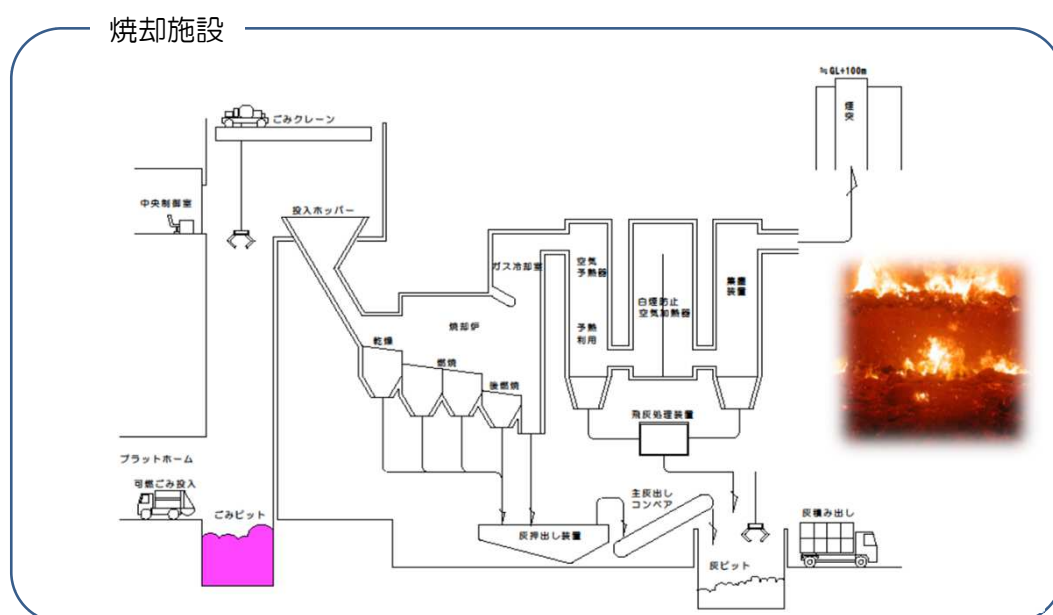 焼却施設
≒GL+100m
煙
突
ごみクレーン
中央制御室
投入ホッパー
ガス冷却室
空気
予熱器
白煙防止
空気加熱器
集塵
装置
焼却炉
予熱
利用
乾燥
燃焼
後燃焼
飛灰処理装置
プラットホーム
可燃ごみ投入
ごみピット
主灰出し
コンベア
灰押出し装置
灰積み出し
灰ピット